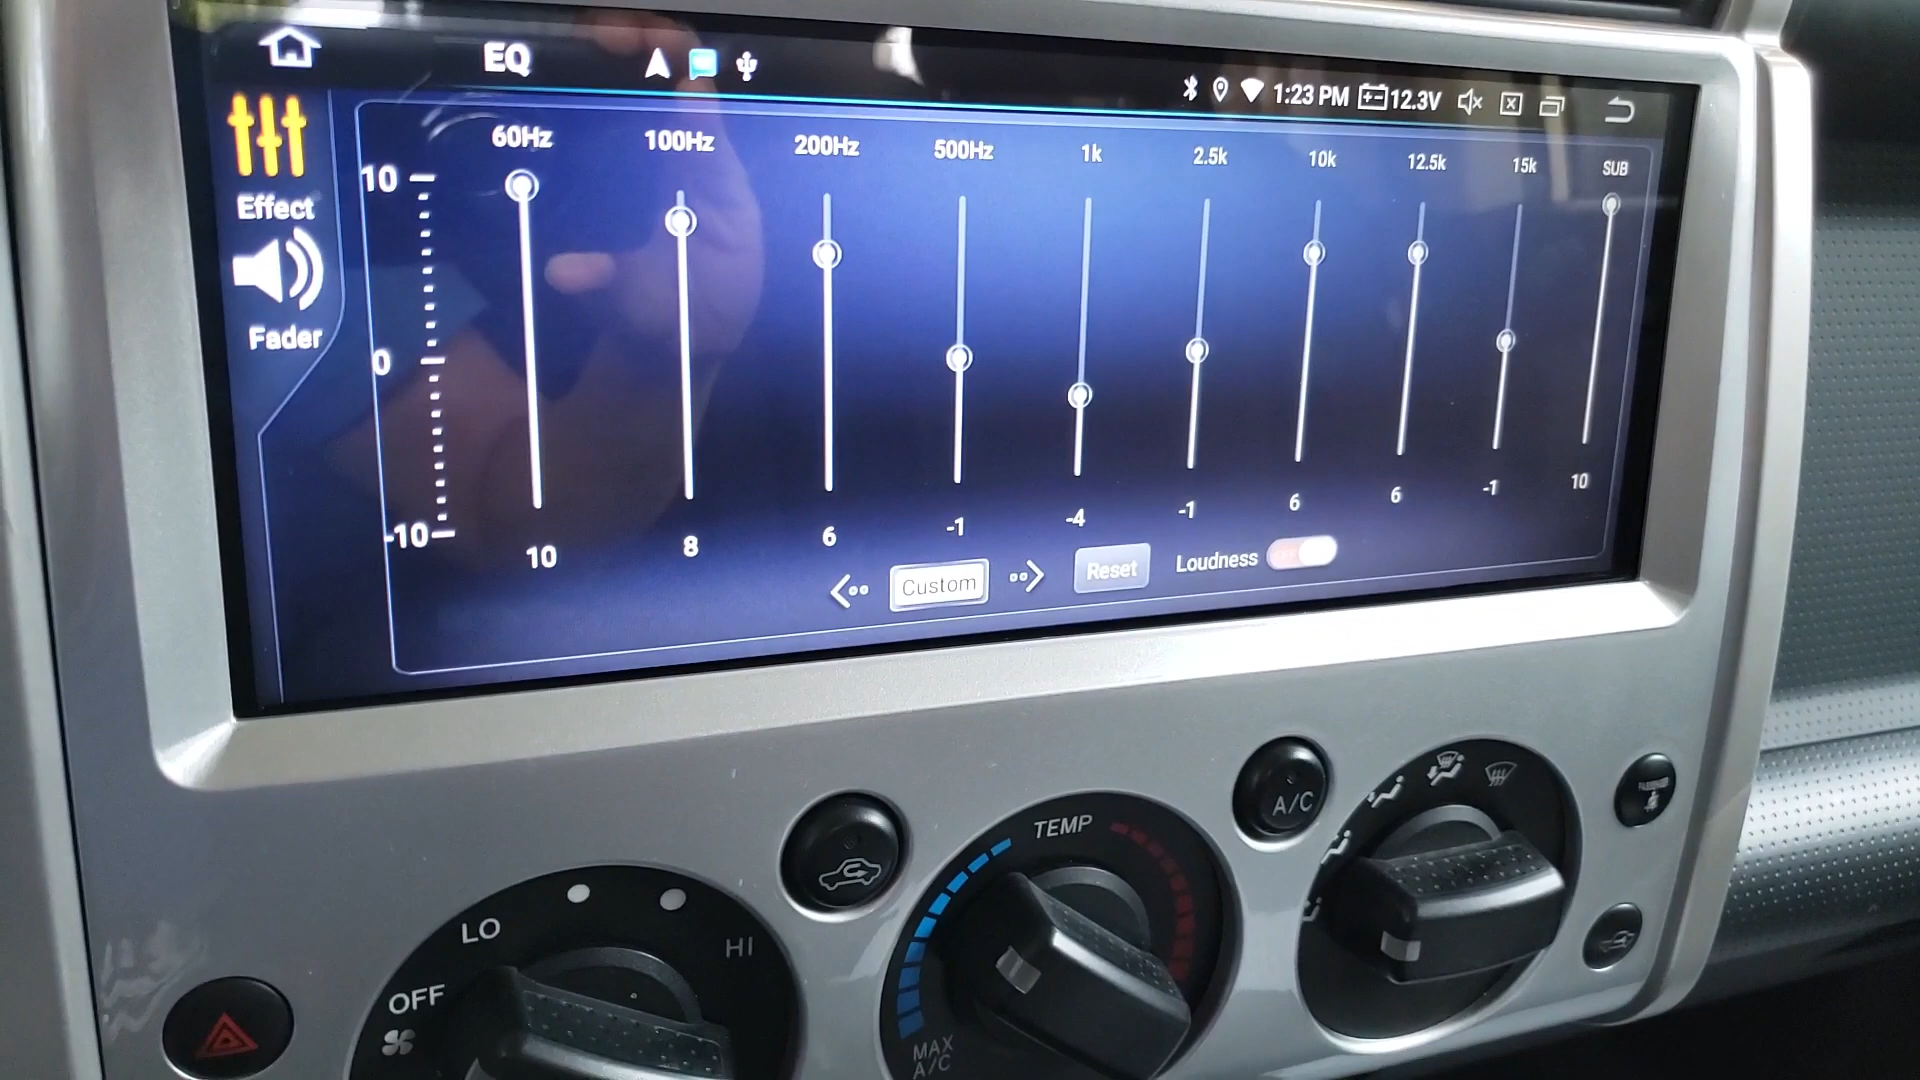 EQ
1:23 PM 12.3V
Effect
Fader
60Hz 100Hz 200Hz 500Hz 1k 2.5k 10k 12.5k 15k SUB
10
0
-10
10 8 6 -1 -4 -1 6 6 -1 10
Custom Reset Loudness
A/C
TEMP
LO
HI
OFF
MAX
A/C